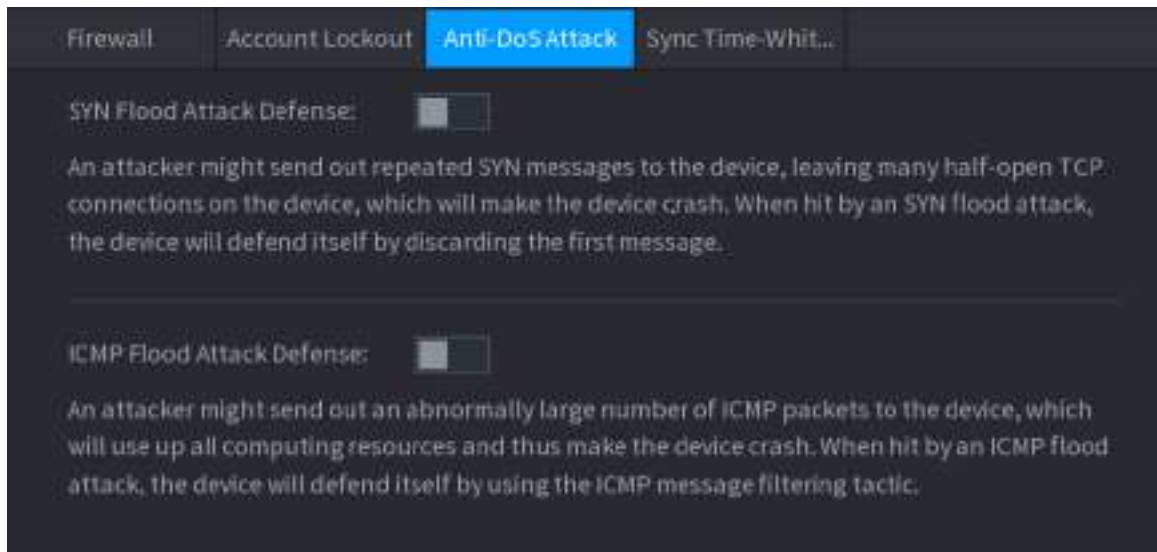 Firewall Account Lockout Anti-DoS Attack Sync Time-Whit...
SYN Flood Attack Defense:
An attacker might send out repeated SYN messages to the device, leaving many half-open TCP
connections on the device, which will make the device crash. When hit by an SYN flood attack,
the device will defend itself by discarding the first message.
ICMP Flood Attack Defense:
An attacker might send out an abnormally large number of ICMP packets to the device, which
will use up all computing resources and thus make the device crash. When hit by an ICMP flood
attack, the device will defend itself by using the ICMP message filtering tactic.